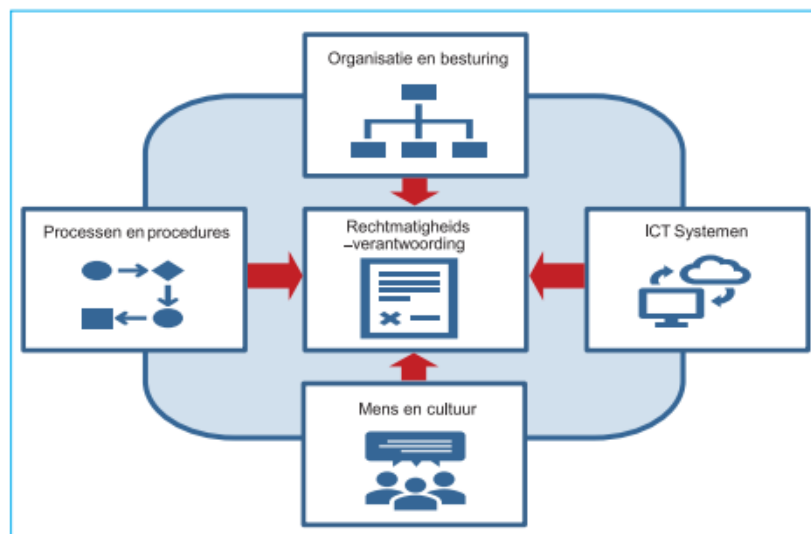 Organisatie en besturing
Processen en procedures
Rechtmatigheids
–verantwoording
ICT Systemen
Mens en cultuur